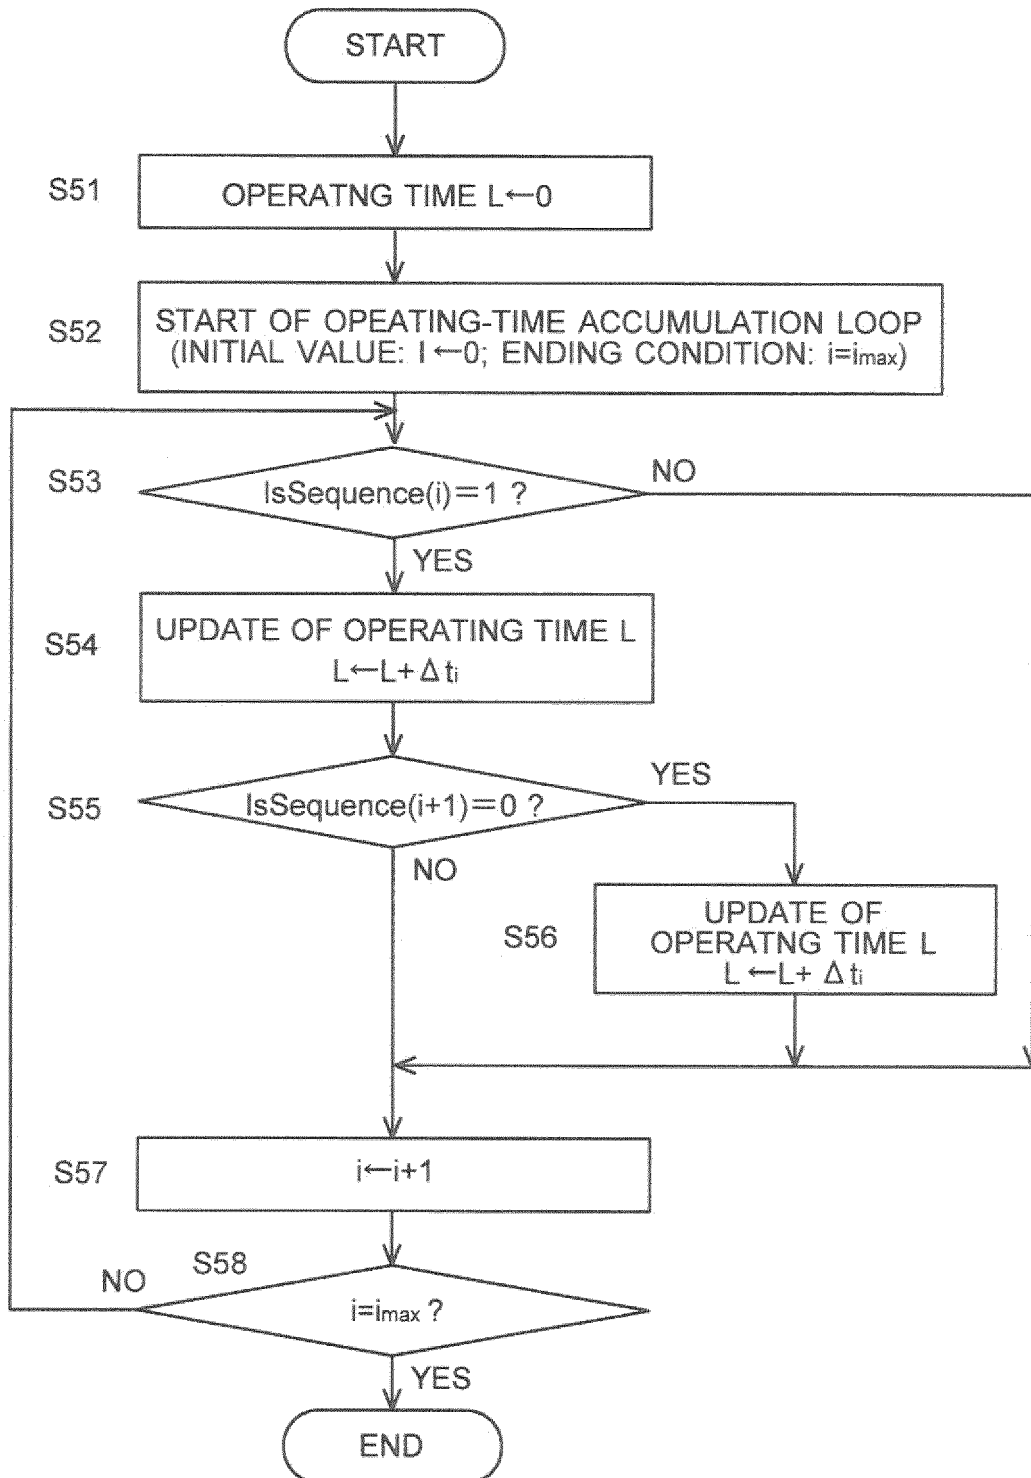 START
S51
OPERATNG TIME L←0
S52
START OF OPEATING-TIME ACCUMULATION LOOP
(INITIAL VALUE: I←0; ENDING CONDITION: i=imax)
S53
IsSequence(i)=1 ?
NO
YES
S54
UPDATE OF OPERATING TIME L
L←L+Δti
S55
IsSequence(i+1)=0 ?
YES
NO
S56
UPDATE OF
OPERATNG TIME L
L←L+ Δti
S57
i←i+1
S58
NO
i=imax ?
YES
END